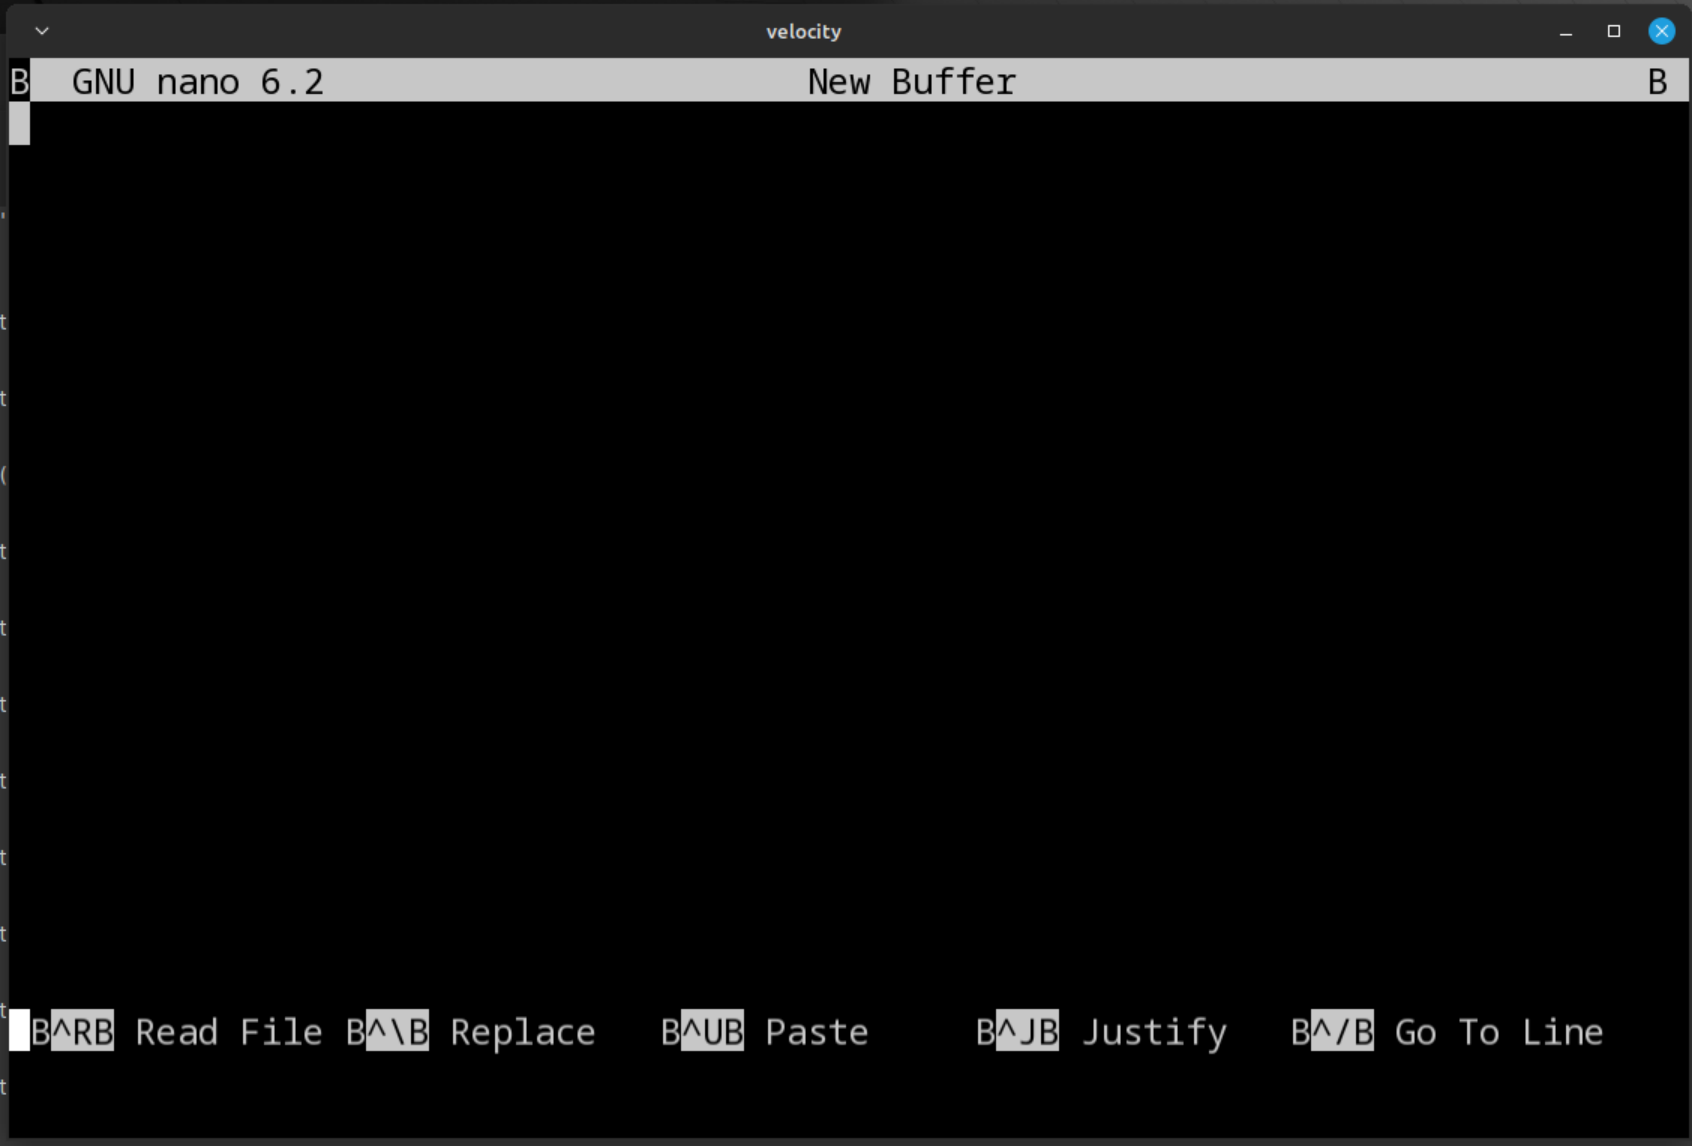 velocity
B GNU nano 6.2 New Buffer B
B^RB Read File B^\B Replace B^UB Paste B^JB Justify B^/B Go To Line